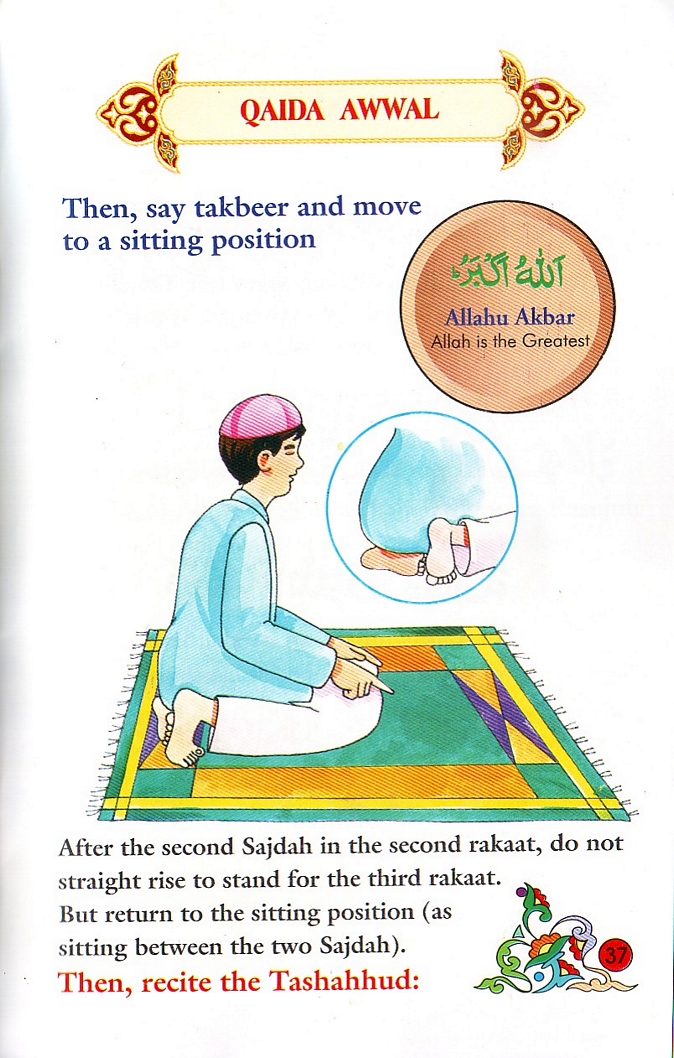 QAIDA AWWAL
Then, say takbeer and move
to a sitting position
اَللّٰهُ اَكْبَرُ ؕ
Allahu Akbar
Allah is the Greatest
After the second Sajdah in the second rakaat, do not
straight rise to stand for the third rakaat.
But return to the sitting position (as
sitting between the two Sajdah).
Then, recite the Tashahhud:
37